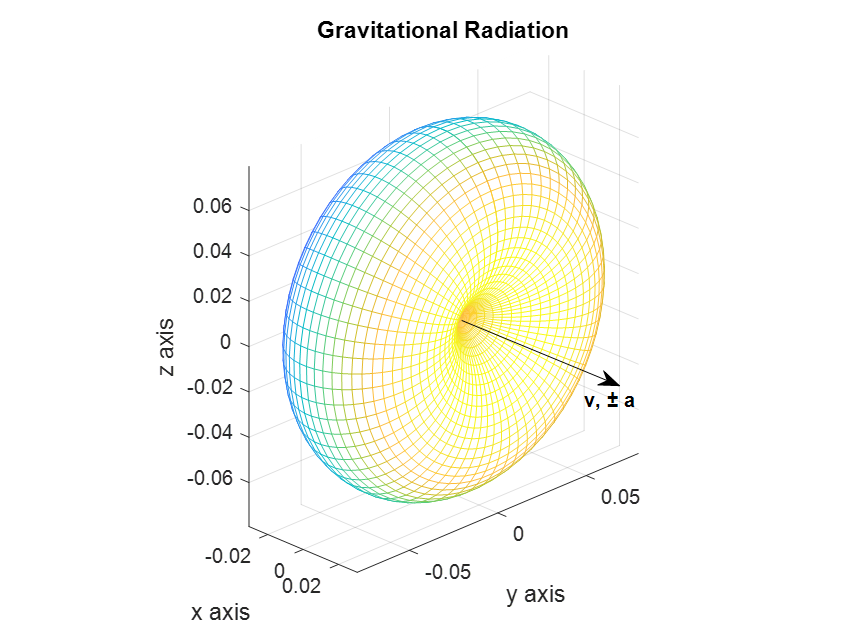 Gravitational Radiation
0.06
0.04
0.02
0
-0.02
-0.04
-0.06
z axis
v, ± a
-0.02
0
0.02
x axis
-0.05
0
0.05
y axis